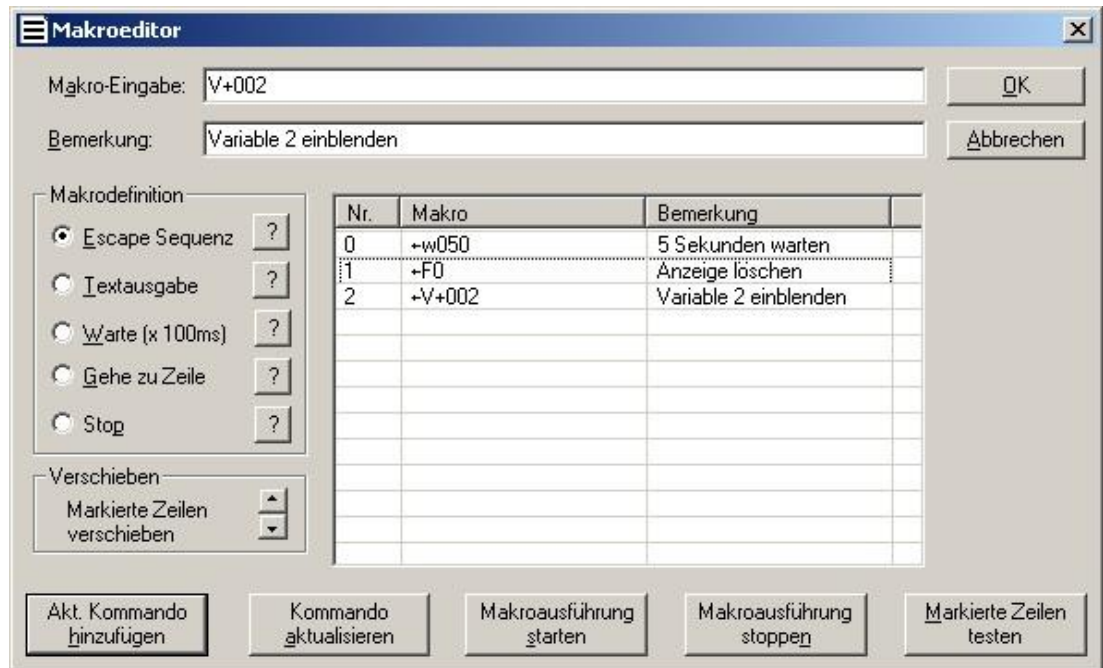 Makroeditor
Makro-Eingabe: V+002 OK
Bemerkung: Variable 2 einblenden Abbrechen
Makrodefinition
Escape Sequenz ?
Textausgabe ?
Warte (x 100ms) ?
Gehe zu Zeile ?
Stop ?
Verschieben
Markierte Zeilen
verschieben
Nr. Makro Bemerkung
0 ←w050 5 Sekunden warten
1 ←F0 Anzeige löschen
2 ←V+002 Variable 2 einblenden
Akt. Kommando
hinzufügen
Kommando
aktualisieren
Makroausführung
starten
Makroausführung
stoppen
Markierte Zeilen
testen